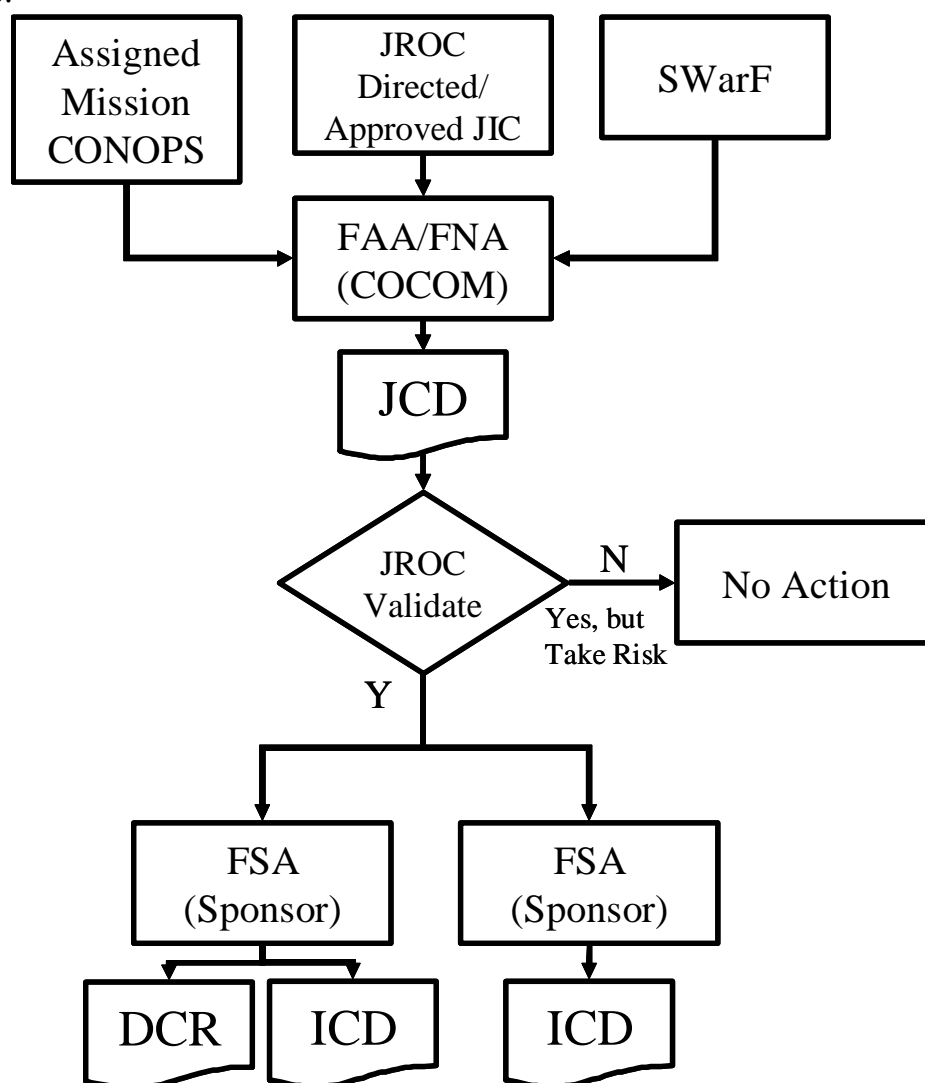 Assigned
Mission
CONOPS
JROC
Directed/
Approved JIC
SWarF
FAA/FNA
(COCOM)
JCD
JROC
Validate
N
Yes, but
Take Risk
No Action
Y
FSA
(Sponsor)
FSA
(Sponsor)
DCR
ICD
ICD